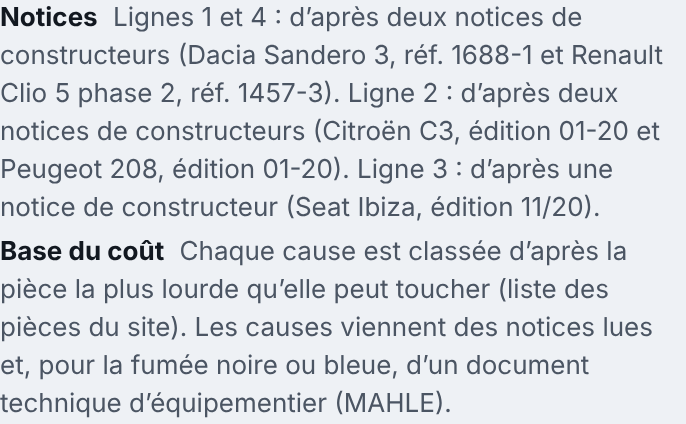 Notices Lignes 1 et 4 : d’après deux notices de
constructeurs (Dacia Sandero 3, réf. 1688-1 et Renault
Clio 5 phase 2, réf. 1457-3). Ligne 2 : d’après deux
notices de constructeurs (Citroën C3, édition 01-20 et
Peugeot 208, édition 01-20). Ligne 3 : d’après une
notice de constructeur (Seat Ibiza, édition 11/20).
Base du coût Chaque cause est classée d’après la
pièce la plus lourde qu’elle peut toucher (liste des
pièces du site). Les causes viennent des notices lues
et, pour la fumée noire ou bleue, d’un document
technique d’équipementier (MAHLE).